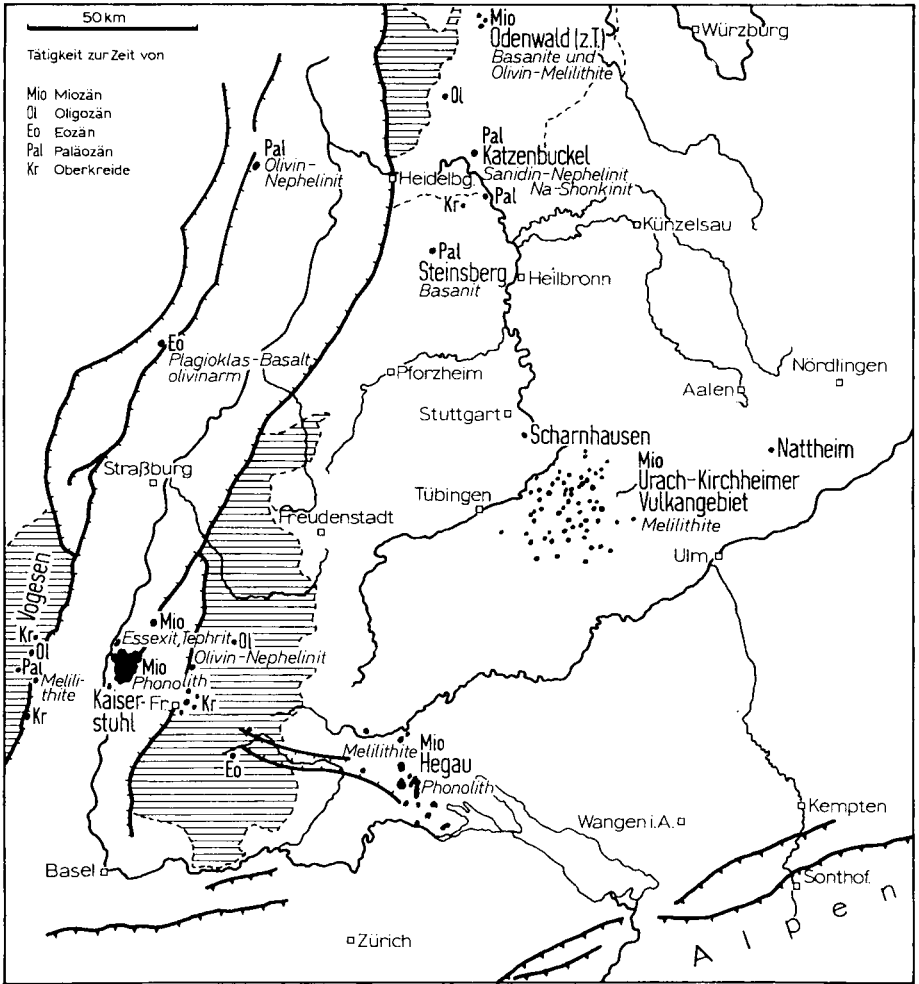 50 km
Tätigkeit zur Zeit von
Mio Miozän
Ol Oligozän
Eo Eozän
Pal Paläozän
Kr Oberkreide
Mio
Odenwald (z.T.)
Basanite und
Olivin-Melilithite
Würzburg
Ol
Pal
Olivin-
Nephelinit
Pal
Katzenbuckel
Sanidin-Nephelinit
Na-Shonkinit
Heidelbg.
Pal
Kr
Künzelsau
Pal
Steinsberg
Basanit
Heilbronn
Eo
Plagioklas-Basalt
olivinarm
Pforzheim
Nördlingen
Aalen
Stuttgart
Scharnhausen
Nattheim
Straßburg
Mio
Urach-Kirchheimer
Vulkangebiet
Melilithite
Tübingen
Freudenstadt
Ulm
Vogesen
Mio
Kr
Essexit, Tephrit
Ol
Ol
Olivin-Nephelinit
Pal
Mio
Phonolith
Melili-
thite
Kaiser-
stuhl
Fr.
Kr
Kr
Mio
Melilithite
Hegau
Phonolith
Eo
Wangen i.A.
Kempten
Basel
Sonthof.
Zürich
Alpen